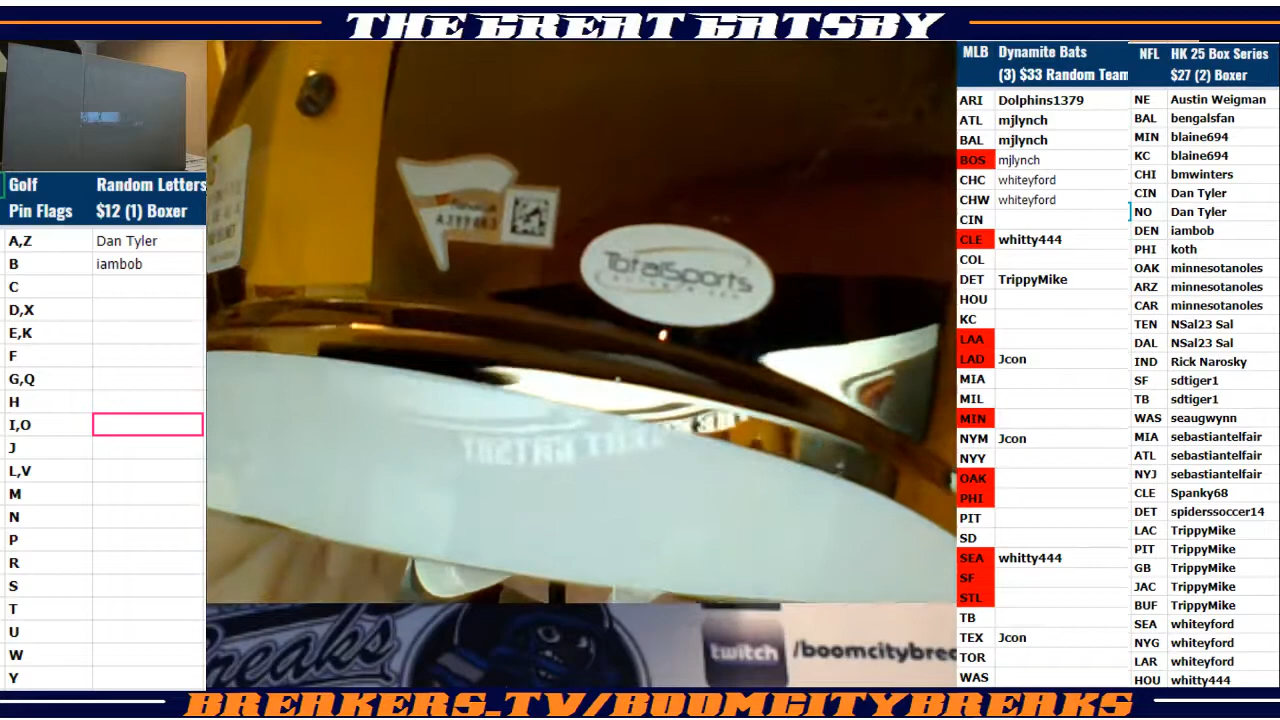 THE GREAT GATSBY
Golf Random Letters
Pin Flags $12 (1) Boxer
A,Z Dan Tyler
B iambob
C
D,X
E,K
F
G,Q
H
I,O
J
L,V
M
N
P
R
S
T
U
W
Y
A399463
TotalSports
Breaks
twitch /boomcitybrea
MLB Dynamite Bats
(3) $33 Random Team
ARI Dolphins1379
ATL mjlynch
BAL mjlynch
BOS mjlynch
CHC whiteyford
CHW whiteyford
CIN
CLE whitty444
COL
DET TrippyMike
HOU
KC
LAA
LAD Jcon
MIA
MIL
MIN
NYM Jcon
NYY
OAK
PHI
PIT
SD
SEA whitty444
SF
STL
TB
TEX Jcon
TOR
WAS
NFL HK 25 Box Series
$27 (2) Boxer
NE Austin Weigman
BAL bengalsfan
MIN blaine694
KC blaine694
CHI bmwinters
CIN Dan Tyler
NO Dan Tyler
DEN iambob
PHI koth
OAK minnesotanoles
ARZ minnesotanoles
CAR minnesotanoles
TEN NSal23 Sal
DAL NSal23 Sal
IND Rick Narosky
SF sdtiger1
TB sdtiger1
WAS seaugwynn
MIA sebastiantelfair
ATL sebastiantelfair
NYJ sebastiantelfair
CLE Spanky68
DET spiderssoccer14
LAC TrippyMike
PIT TrippyMike
GB TrippyMike
JAC TrippyMike
BUF TrippyMike
SEA whiteyford
NYG whiteyford
LAR whiteyford
HOU whitty444
BREAKERS.TV/BOOMCITYBREAKS